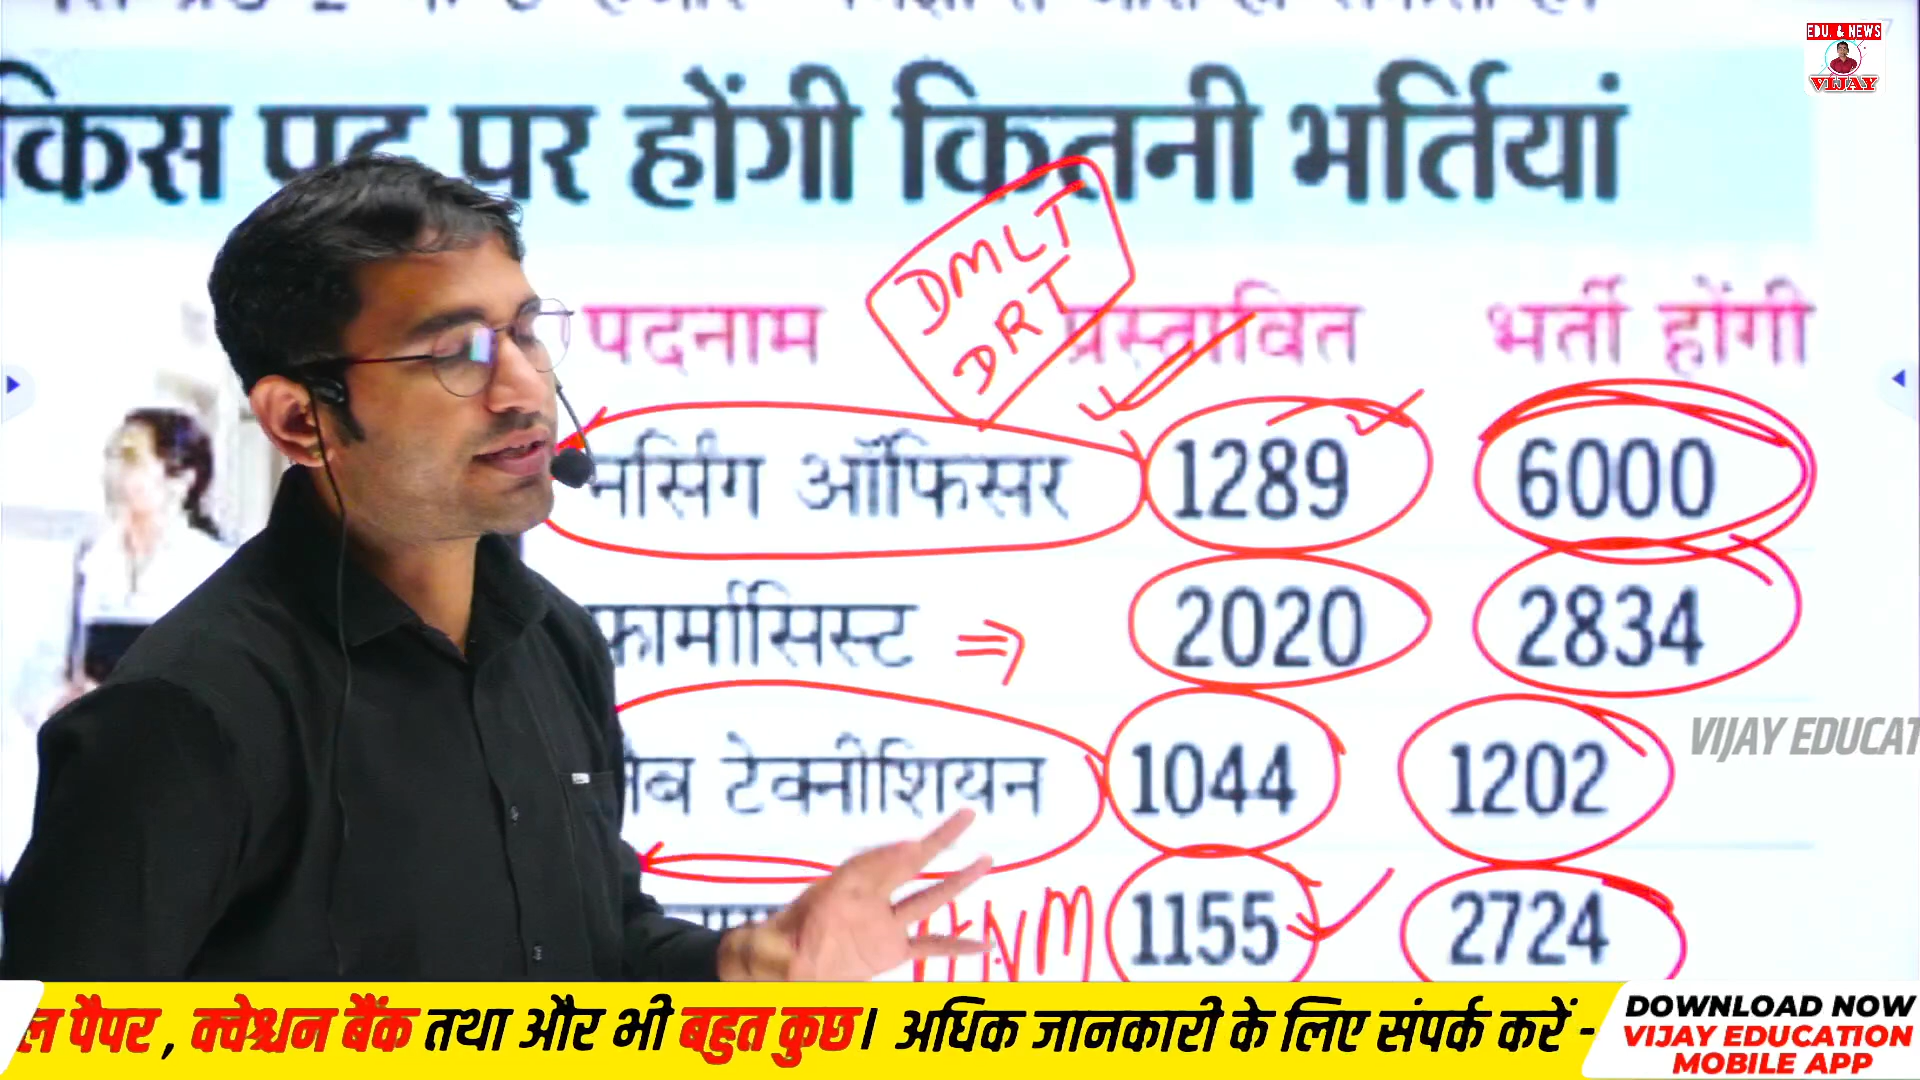 EDU. & NEWS
VIJAY
किस पद पर होंगी कितनी भर्तियां
DMLT
DRT
पदनाम प्रस्तावित भर्ती होंगी
नर्सिंग ऑफिसर 1289 6000
फार्मासिस्ट ⇒ 2020 2834
टेक्नीशियन 1044 1202
1155 2724
VIJAY EDUCAT
ल पैपर , क्वेश्चन बैंक तथा और भी बहुत कुछ। अधिक जानकारी के लिए संपर्क करें -
DOWNLOAD NOW
VIJAY EDUCATION
MOBILE APP